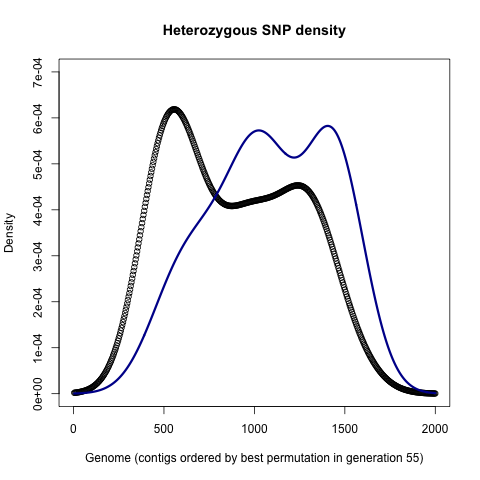 Heterozygous SNP density
7e-04
6e-04
5e-04
4e-04
3e-04
2e-04
1e-04
0e+00
Density
0 500 1000 1500 2000
Genome (contigs ordered by best permutation in generation 55)